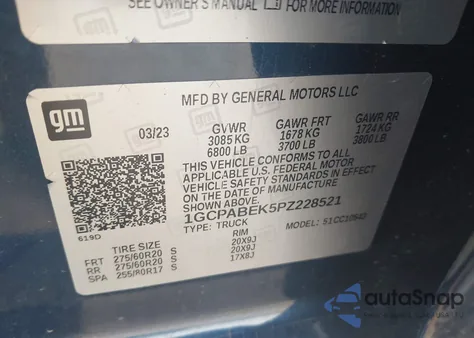 SEE OWNER'S MANUAL FOR MORE INFORMATION
MFD BY GENERAL MOTORS LLC
gm
03/23
GVWR GAWR FRT GAWR RR
3085 KG 1678 KG 1724 KG
6800 LB 3700 LB 3800 LB
THIS VEHICLE CONFORMS TO ALL
APPLICABLE U.S. FEDERAL MOTOR
VEHICLE SAFETY STANDARDS IN EFFECT
ON THE DATE OF MANUFACTURE
SHOWN ABOVE.
1GCPABEK5PZ228521
TYPE: TRUCK MODEL: S1CC10543
619D
TIRE SIZE RIM
FRT 275/60R20 S 20X9J
RR 275/60R20 S 20X9J
SPA 255/80R17 S 17X8J
autoSnap